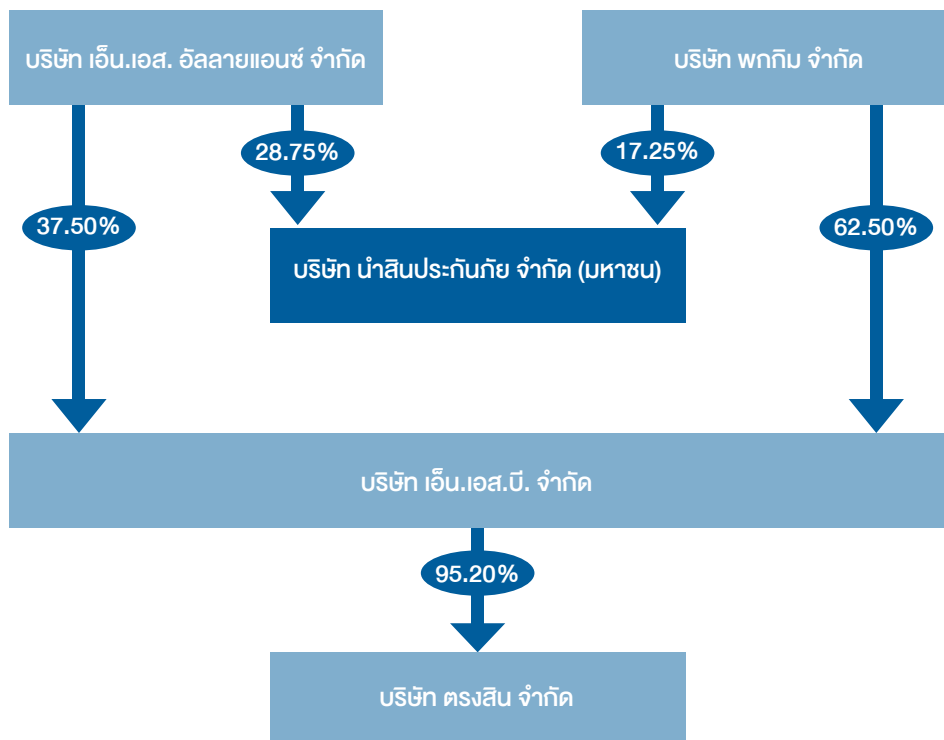 บริษัท เอ็น.เอส. อัลลายแอนซ์ จำกัด
บริษัท พกกิม จำกัด
28.75%
17.25%
37.50%
62.50%
บริษัท นำสินประกันภัย จำกัด (มหาชน)
บริษัท เอ็น.เอส.บี. จำกัด
95.20%
บริษัท ตรงสิน จำกัด